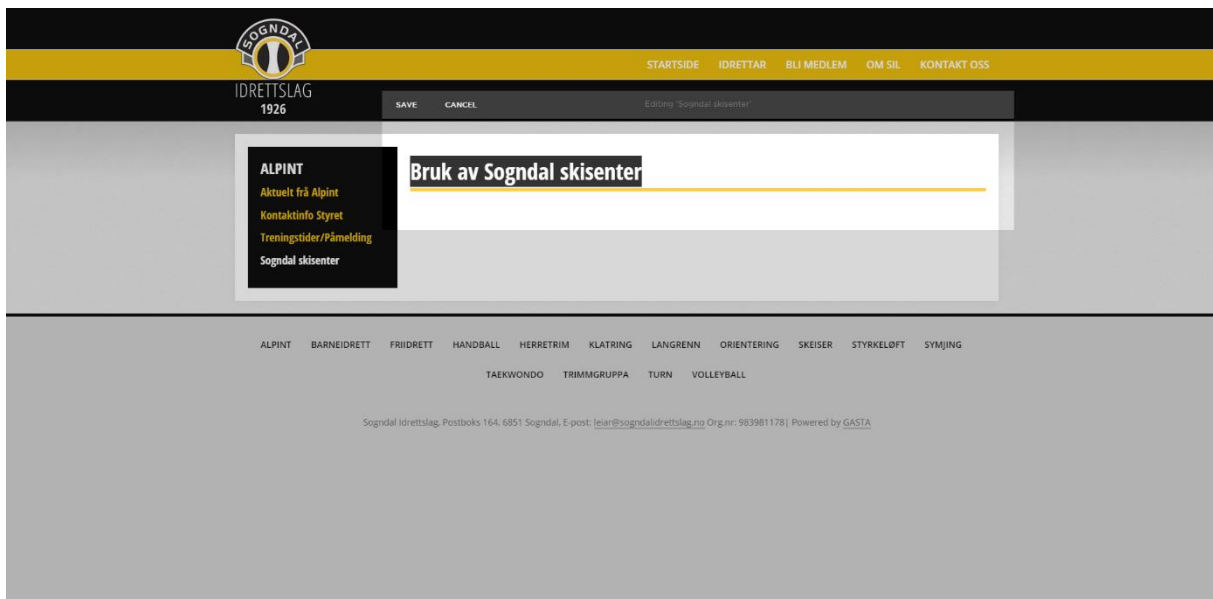 SOGNDAL
IDRETTSLAG
1926
STARTSIDE IDRETTAR BLI MEDLEM OM SIL KONTAKT OSS
SAVE CANCEL Editing 'Sogndal skisenter'
ALPINT
Aktuelt frå Alpint
Kontaktinfo Styret
Treningstider/Påmelding
Sogndal skisenter
Bruk av Sogndal skisenter
ALPINT BARNEIDRETT FRIIDRETT HANDBALL HERRETRIM KLATRING LANGRENN ORIENTERING SKEISER STYRKELØFT SYMJING
TAEKWONDO TRIMMGRUPPA TURN VOLLEYBALL
Sogndal Idrettslag, Postboks 164, 6851 Sogndal, E-post: leiar@sogndalidrettslag.no Org.nr: 983981178| Powered by GASTA